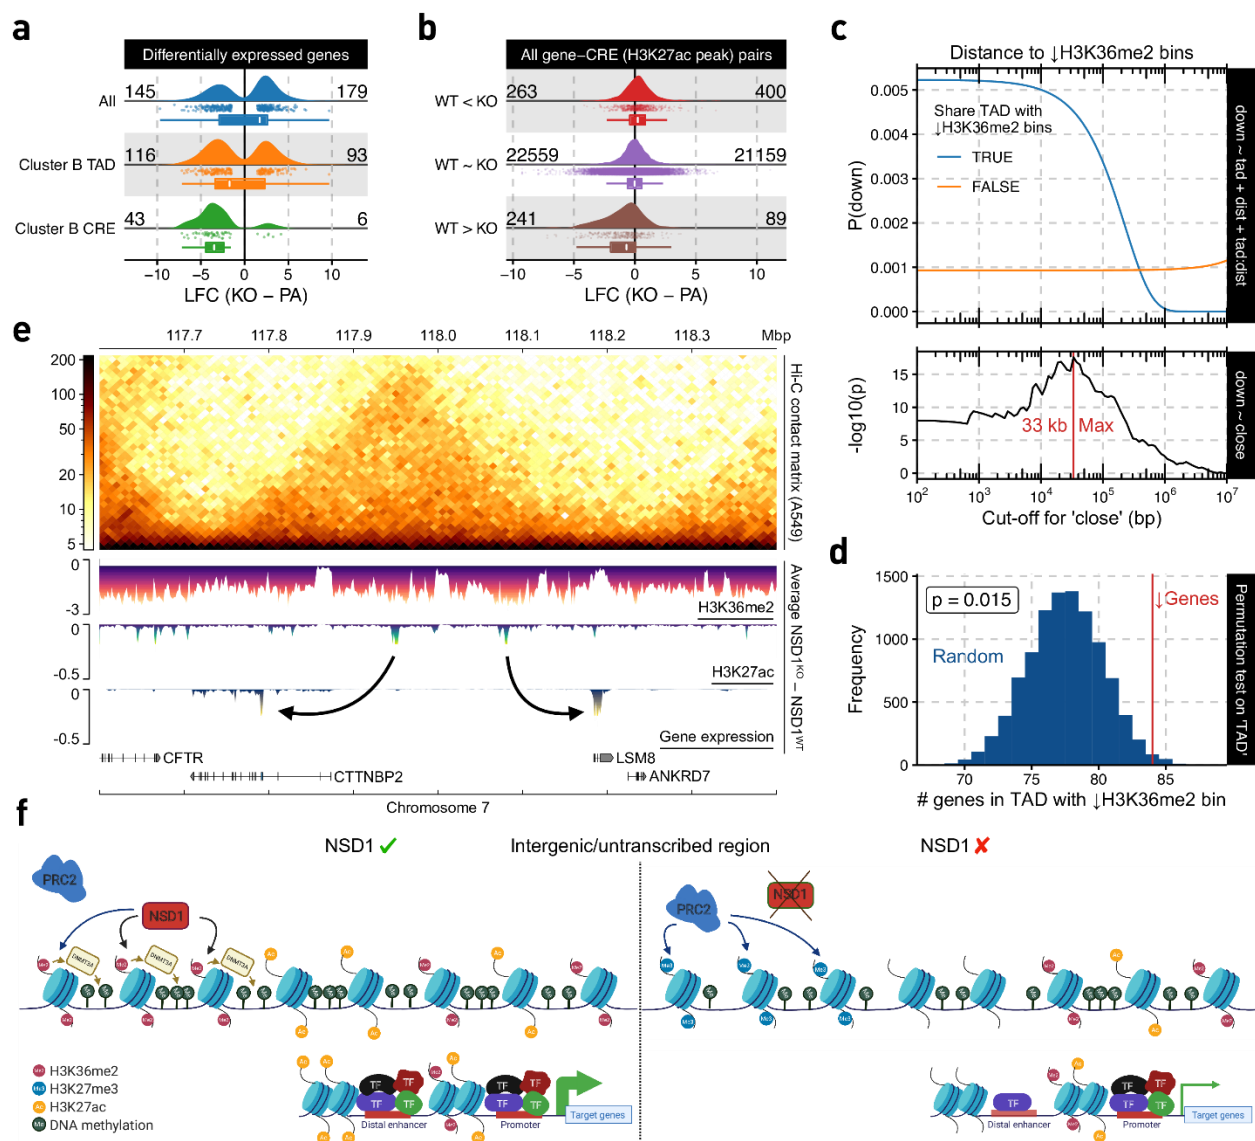 a
Differentially expressed genes
All
145
179
Cluster B TAD
116
93
Cluster B CRE
43
6
−10 −5 0 5 10
LFC (KO − PA)
b
All gene−CRE (H3K27ac peak) pairs
WT < KO
263
400
WT ~ KO
22559
21159
WT > KO
241
89
−10 −5 0 5 10
LFC (KO − PA)
c
Distance to ↓H3K36me2 bins
0.005
0.004
0.003
0.002
0.001
0.000
P(down)
Share TAD with
↓H3K36me2 bins
TRUE
FALSE
down ~ tad + dist + tad:dist
15
10
5
0
-log10(p)
33 kb
Max
down ~ close
10² 10³ 10⁴ 10⁵ 10⁶ 10⁷
Cut-off for 'close' (bp)
d
1500
1000
500
0
Frequency
p = 0.015
↓Genes
Random
70 75 80 85
# genes in TAD with ↓H3K36me2 bin
Permutation test on 'TAD'
e
117.7 117.8 117.9 118.0 118.1 118.2 118.3 Mbp
200
100
50
20
10
5
Hi-C contact matrix (A549)
0
-3
H3K36me2
0
-0.5
H3K27ac
0
-0.5
Gene expression
Average NSD1ᴷᴼ − NSD1ᵂᵀ
CFTR
LSM8
CTTNBP2
ANKRD7
Chromosome 7
f
NSD1 ✓
Intergenic/untranscribed region
NSD1 ✘
PRC2
NSD1
DNMT3A
DNMT3A
DNMT3A
PRC2
NSD1
H3K36me2
H3K27me3
H3K27ac
DNA methylation
TF
TF
TF
TF
TF
TF
TF
TF
Distal enhancer
Promoter
Target genes
TF
TF
TF
TF
TF
Distal enhancer
Promoter
Target genes